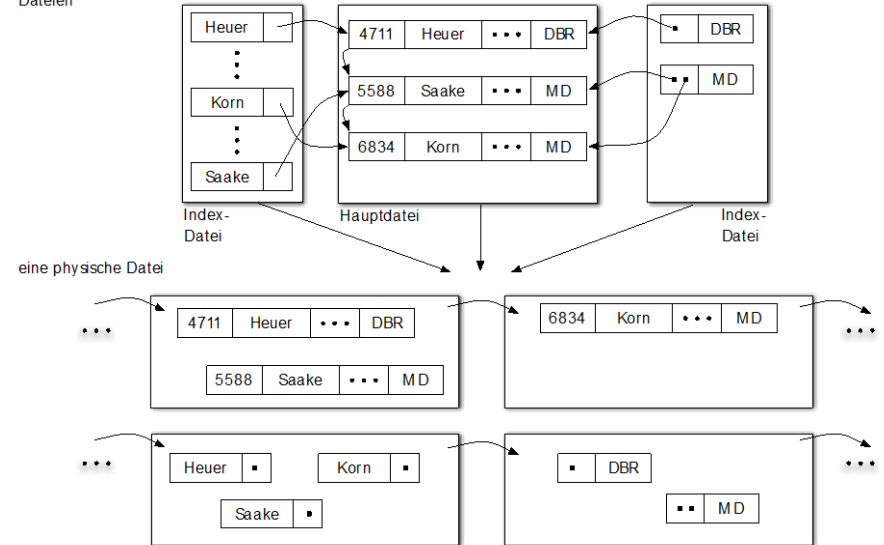 Dateien
Heuer
4711 Heuer ••• DBR
• DBR
5588 Saake ••• MD
•• MD
Korn
6834 Korn ••• MD
Saake
Index-
Datei
Hauptdatei
Index-
Datei
eine physische Datei
••• 4711 Heuer ••• DBR
6834 Korn ••• MD •••
5588 Saake ••• MD
••• Heuer • Korn •
• DBR •••
Saake •
•• MD